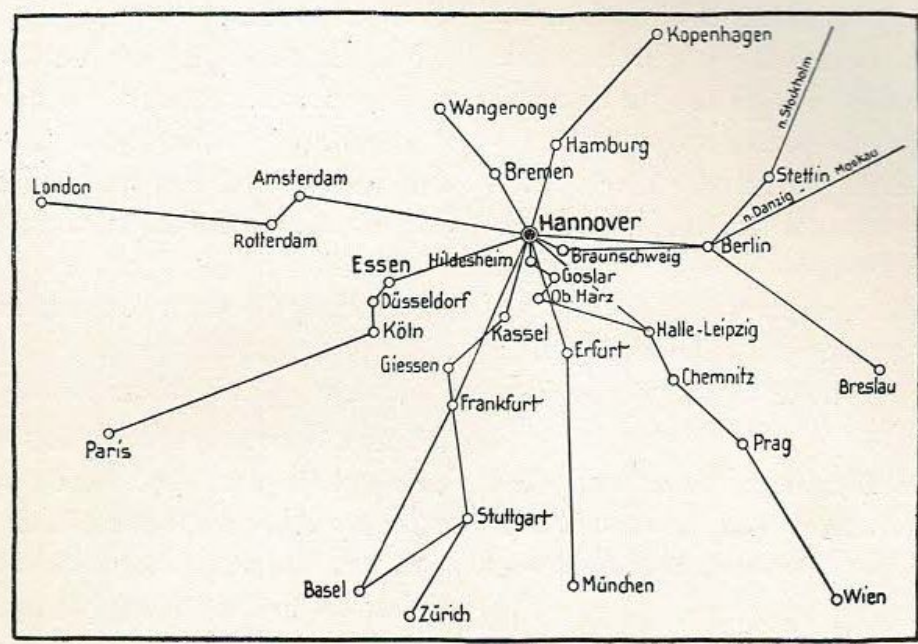 Kopenhagen
n. Stockholm
Wangerooge
Hamburg
Bremen
Stettin
n. Danzig - Moskau
London
Amsterdam
Rotterdam
Hannover
Berlin
Braunschweig
Hildesheim
Essen
Goslar
Ob. Harz
Düsseldorf
Köln
Kassel
Halle-Leipzig
Erfurt
Giessen
Chemnitz
Breslau
Frankfurt
Paris
Prag
Stuttgart
Basel
München
Wien
Zürich